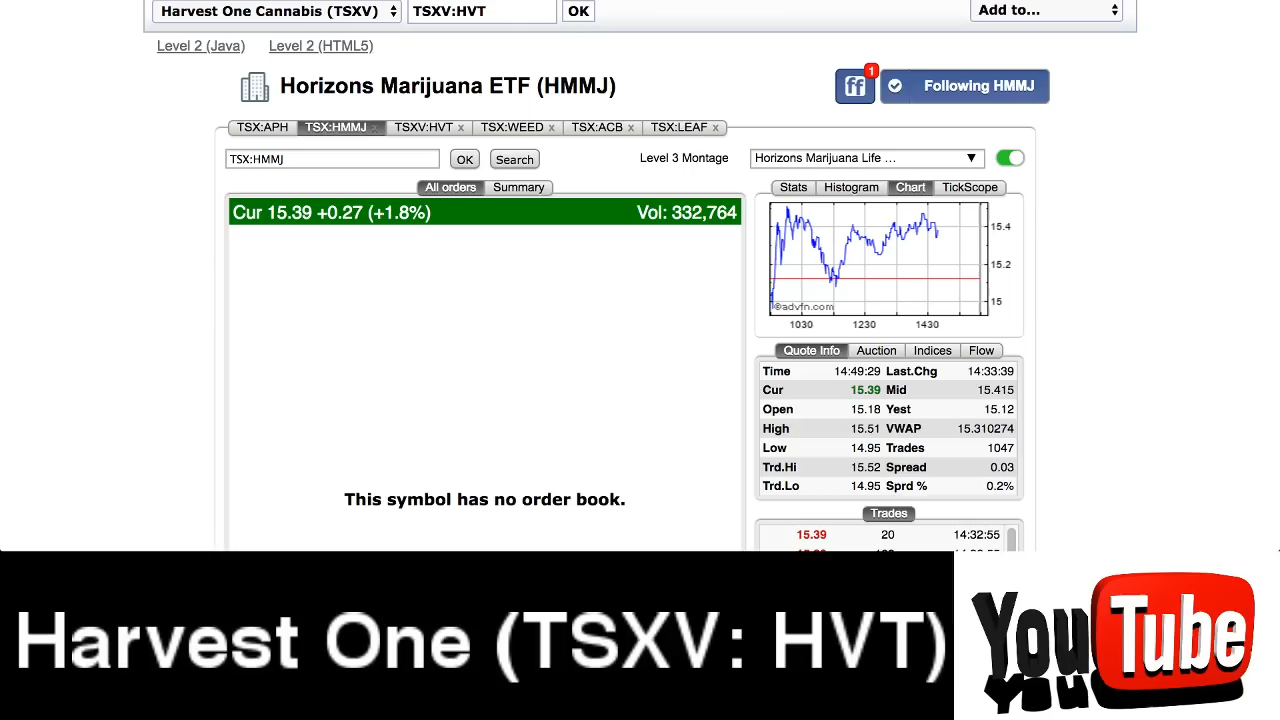 Harvest One Cannabis (TSXV) TSXV:HVT OK Add to...
Level 2 (Java) Level 2 (HTML5)
Horizons Marijuana ETF (HMMJ)
1
ff
Following HMMJ
TSX:APH TSX:HMMJ x TSXV:HVT x TSX:WEED x TSX:ACB x TSX:LEAF x
TSX:HMMJ OK Search Level 3 Montage Horizons Marijuana Life ...
All orders Summary
Stats Histogram Chart TickScope
Cur 15.39 +0.27 (+1.8%) Vol: 332,764
15.4
15.2
15
©advfn.com
1030 1230 1430
Quote Info Auction Indices Flow
Time 14:49:29 Last.Chg 14:33:39
Cur 15.39 Mid 15.415
Open 15.18 Yest 15.12
High 15.51 VWAP 15.310274
Low 14.95 Trades 1047
Trd.Hi 15.52 Spread 0.03
Trd.Lo 14.95 Sprd % 0.2%
This symbol has no order book.
Trades
15.39 20 14:32:55
Harvest One (TSXV: HVT)
YouTube